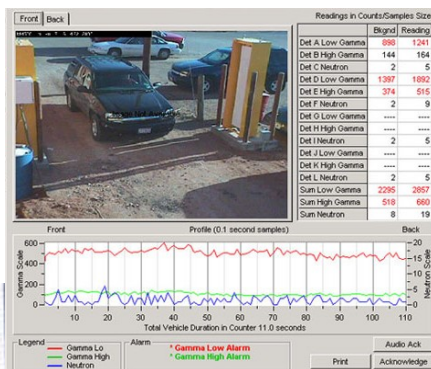 Front Back
Readings in Counts/Samples Size
Bkgnd Reading
Det A Low Gamma 898 1241
Det B High Gamma 144 164
Det C Neutron 2 5
Det D Low Gamma 1397 1892
Det E High Gamma 374 515
Det F Neutron 2 9
Det G Low Gamma ---- ----
Det H High Gamma ---- ----
Det I Neutron 2 5
Det J Low Gamma ---- ----
Det K High Gamma ---- ----
Det L Neutron 2 5
Sum Low Gamma 2295 2857
Sum High Gamma 518 660
Sum Neutron 8 19
Front Profile (0.1 second samples) Back
Gamma Scale
600
400
200
0
20
15
10
5
0
Neutron Scale
10 20 30 40 50 60 70 80 90 100 110
Total Vehicle Duration in Counter 11.0 seconds
Legend
Gamma Lo
Gamma High
Neutron
Alarm
* Gamma Low Alarm
* Gamma High Alarm
Audio Ack
Print Acknowledge